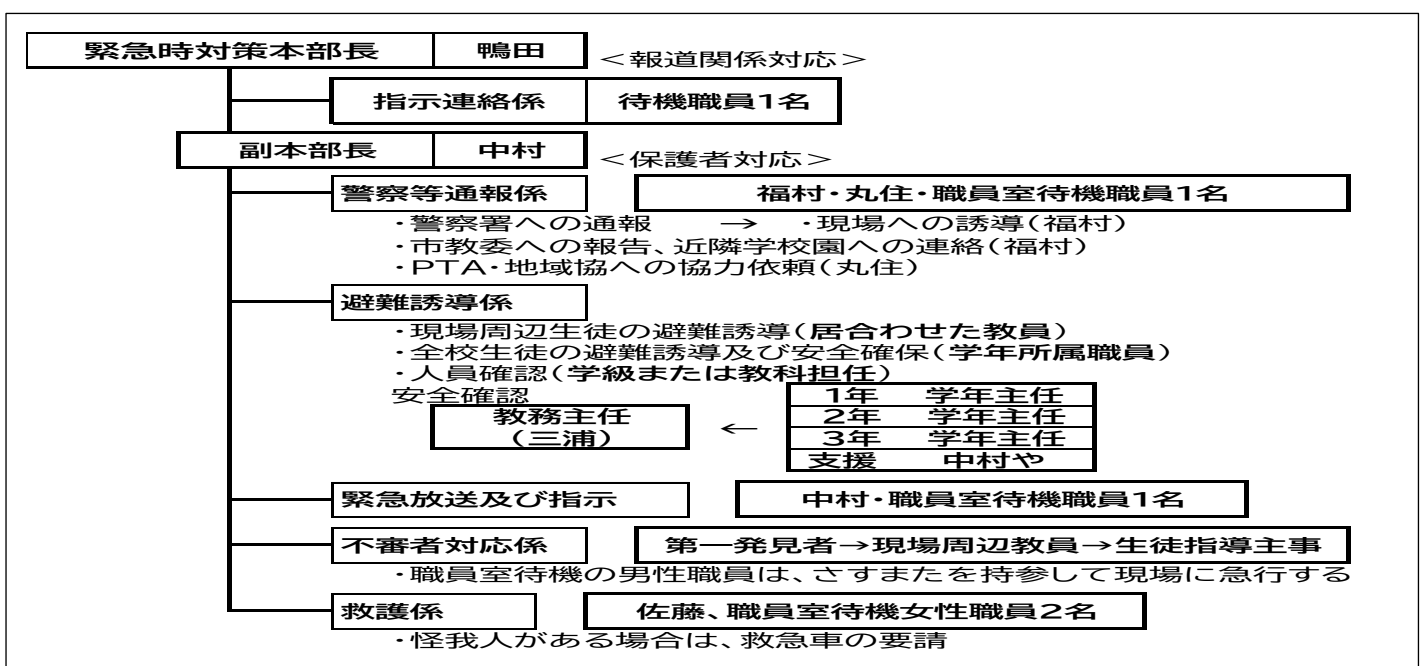 緊急時対策本部長 鴨田 <報道関係対応>
指示連絡係 待機職員1名
副本部長 中村 <保護者対応>
警察等通報係 福村・丸住・職員室待機職員1名
・警察署への通報 → ・現場への誘導(福村)
・市教委への報告、近隣学校園への連絡(福村)
・PTA・地域協への協力依頼(丸住)
避難誘導係
・現場周辺生徒の避難誘導(居合わせた教員)
・全校生徒の避難誘導及び安全確保(学年所属職員)
・人員確認(学級または教科担任)
安全確認
教務主任
(三浦)
←
1年 学年主任
2年 学年主任
3年 学年主任
支援 中村や
緊急放送及び指示 中村・職員室待機職員1名
不審者対応係 第一発見者→現場周辺教員→生徒指導主事
・職員室待機の男性職員は、さすまたを持参して現場に急行する
救護係 佐藤、職員室待機女性職員2名
・怪我人がある場合は、救急車の要請